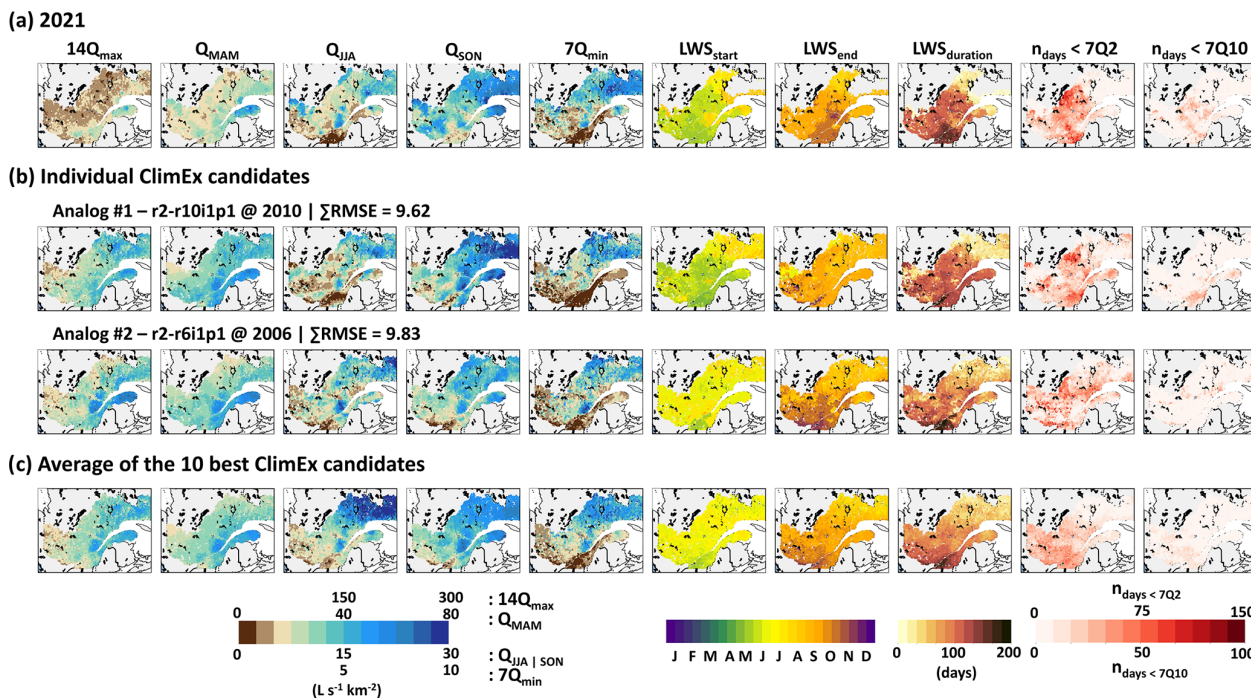 (a) 2021
14Qmax QMAM QJJA QSON 7Qmin LWSstart LWSend LWSduration ndays < 7Q2 ndays < 7Q10
(b) Individual ClimEx candidates
Analog #1 – r2-r10i1p1 @ 2010 | ∑RMSE = 9.62
Analog #2 – r2-r6i1p1 @ 2006 | ∑RMSE = 9.83
(c) Average of the 10 best ClimEx candidates
0 150 300 : 14Qmax
40 80 : QMAM
0 15 30 : QJJA | SON
5 10 : 7Qmin
(L s-1 km-2)
J F M A M J J A S O N D
0 100 200
(days)
ndays < 7Q2
0 75 150
0 50 100
ndays < 7Q10